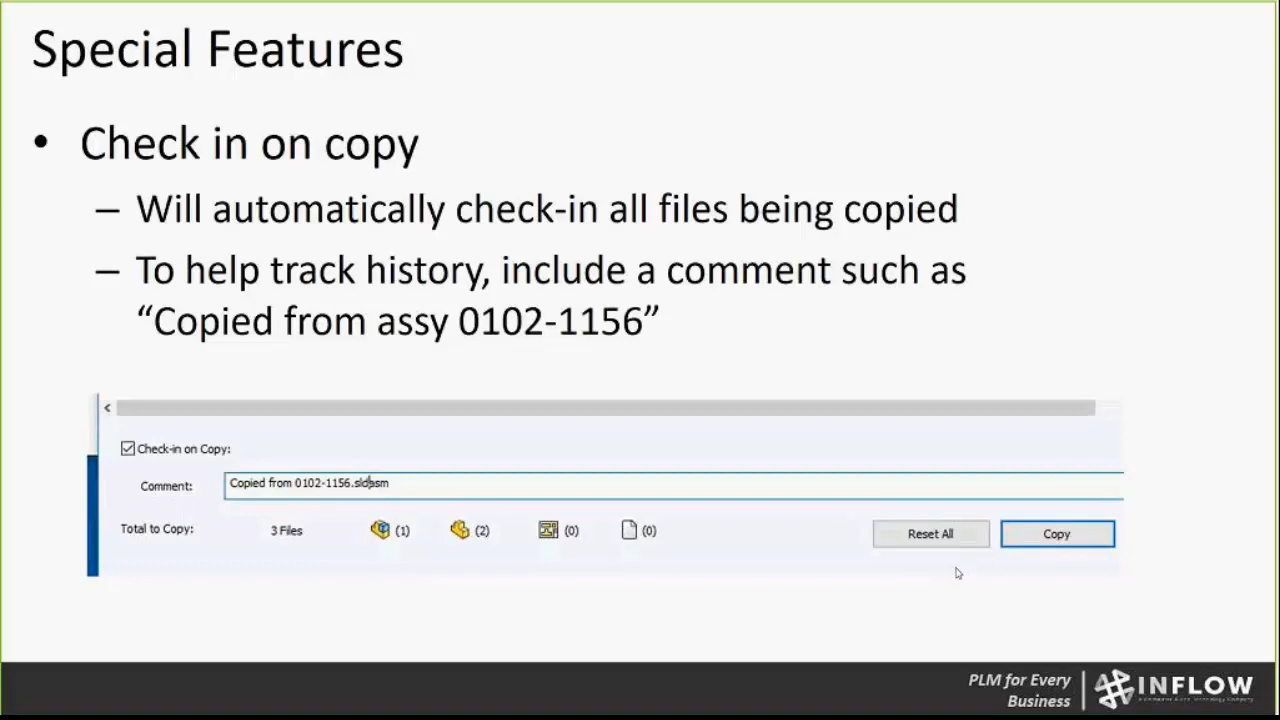 Special Features
• Check in on copy
– Will automatically check-in all files being copied
– To help track history, include a comment such as
“Copied from assy 0102-1156”
<
Check-in on Copy:
Comment: Copied from 0102-1156.sldasm
Total to Copy: 3 Files (1) (2) (0) (0) Reset All Copy
PLM for Every
Business
INFLOW